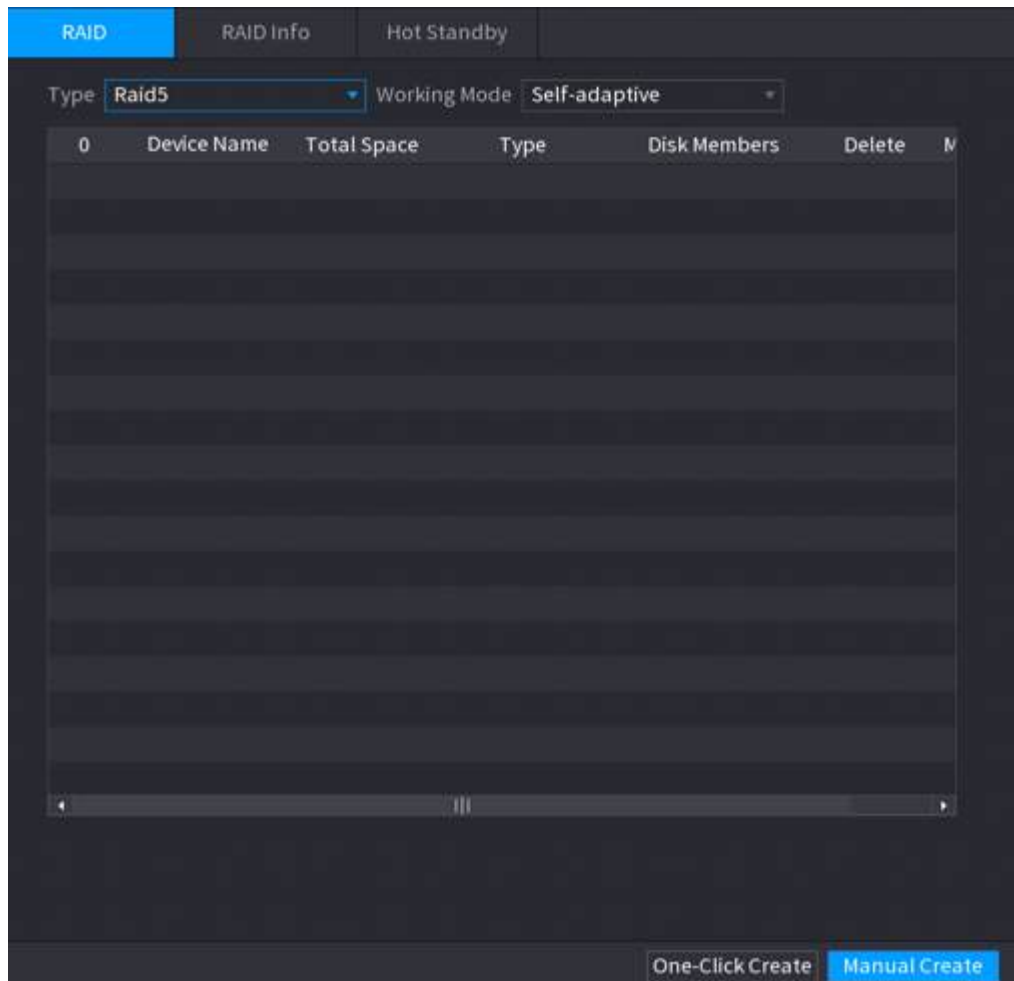 RAID RAID Info Hot Standby
Type Raid5 Working Mode Self-adaptive
0 Device Name Total Space Type Disk Members Delete
One-Click Create Manual Create